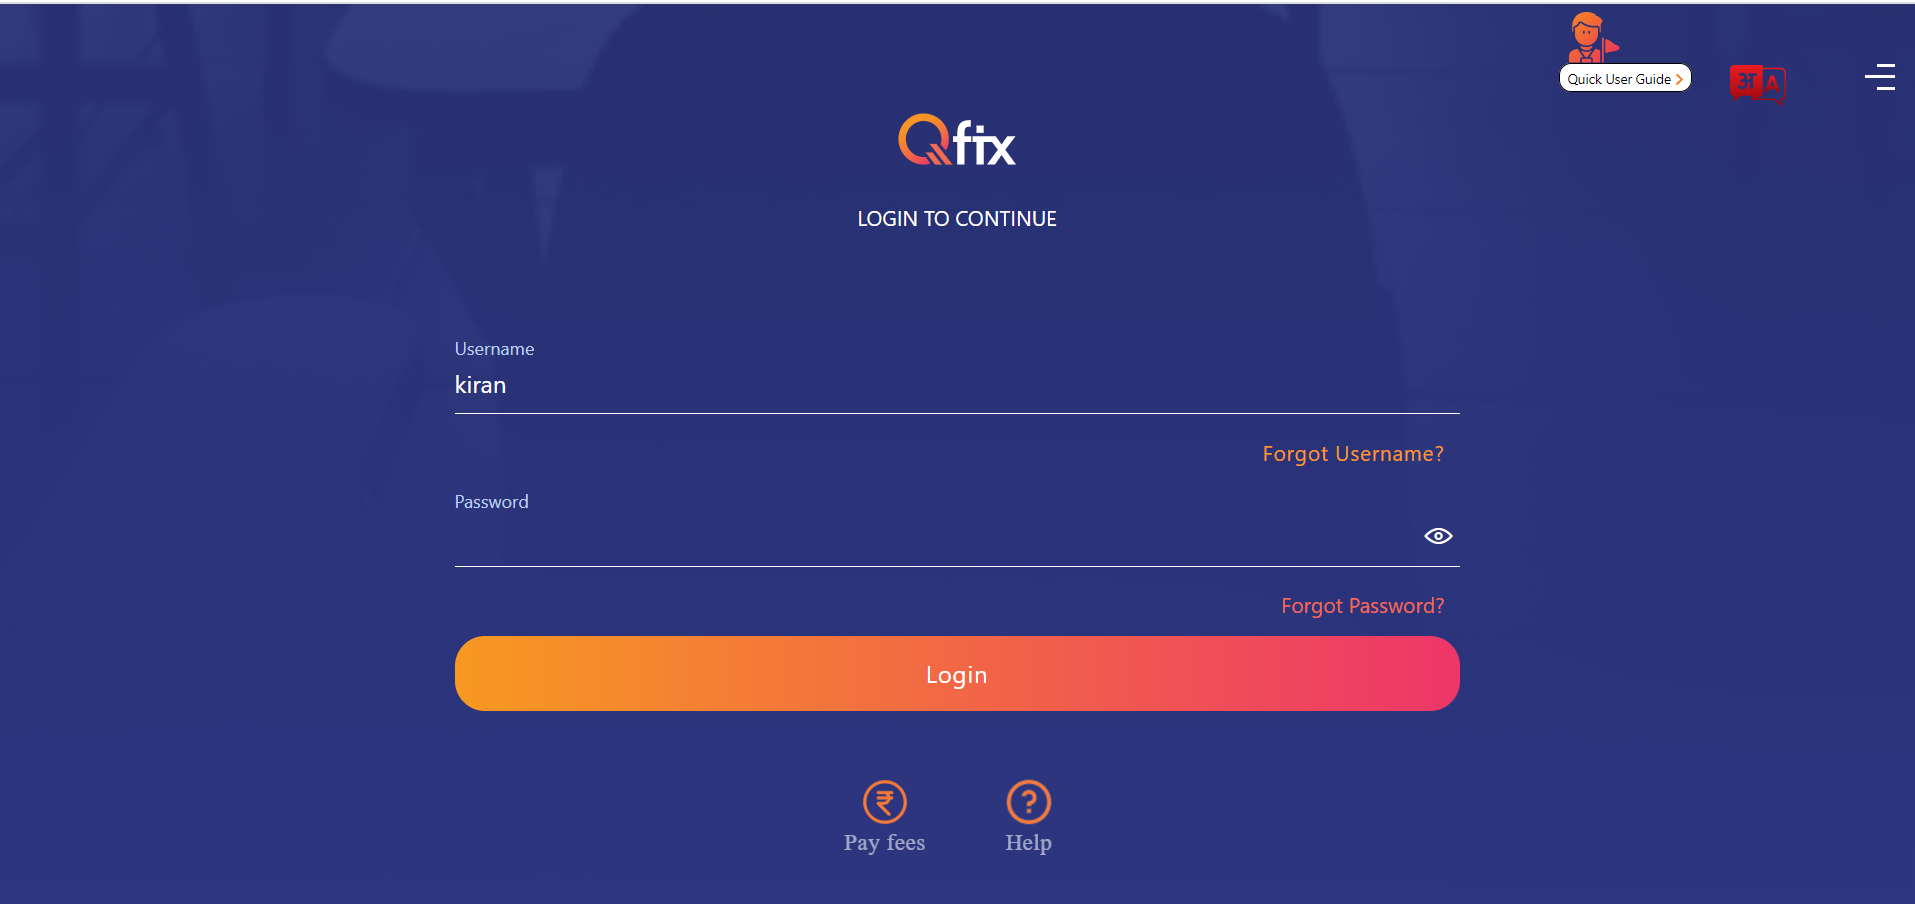 Quick User Guide
अ A
Qfix
LOGIN TO CONTINUE
Username
kiran
Forgot Username?
Password
Forgot Password?
Login
₹ ?
Pay fees Help